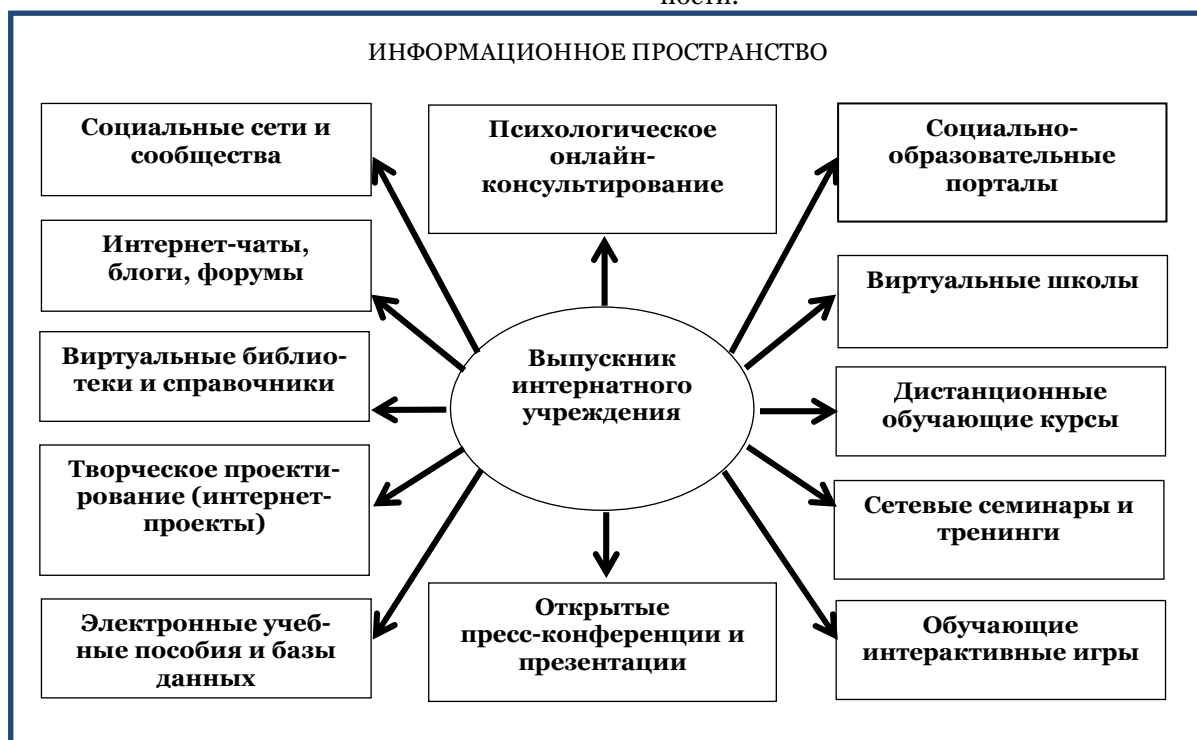 ности.
ИНФОРМАЦИОННОЕ ПРОСТРАНСТВО
Социальные сети и
сообщества
Интернет-чаты,
блоги, форумы
Виртуальные библио-
теки и справочники
Творческое проекти-
рование (интернет-
проекты)
Электронные учеб-
ные пособия и базы
данных
Психологическое
онлайн-
консультирование
Выпускник
интернатного
учреждения
Открытые
пресс-конференции и
презентации
Социально-
образовательные
порталы
Виртуальные школы
Дистанционные
обучающие курсы
Сетевые семинары и
тренинги
Обучающие
интерактивные игры